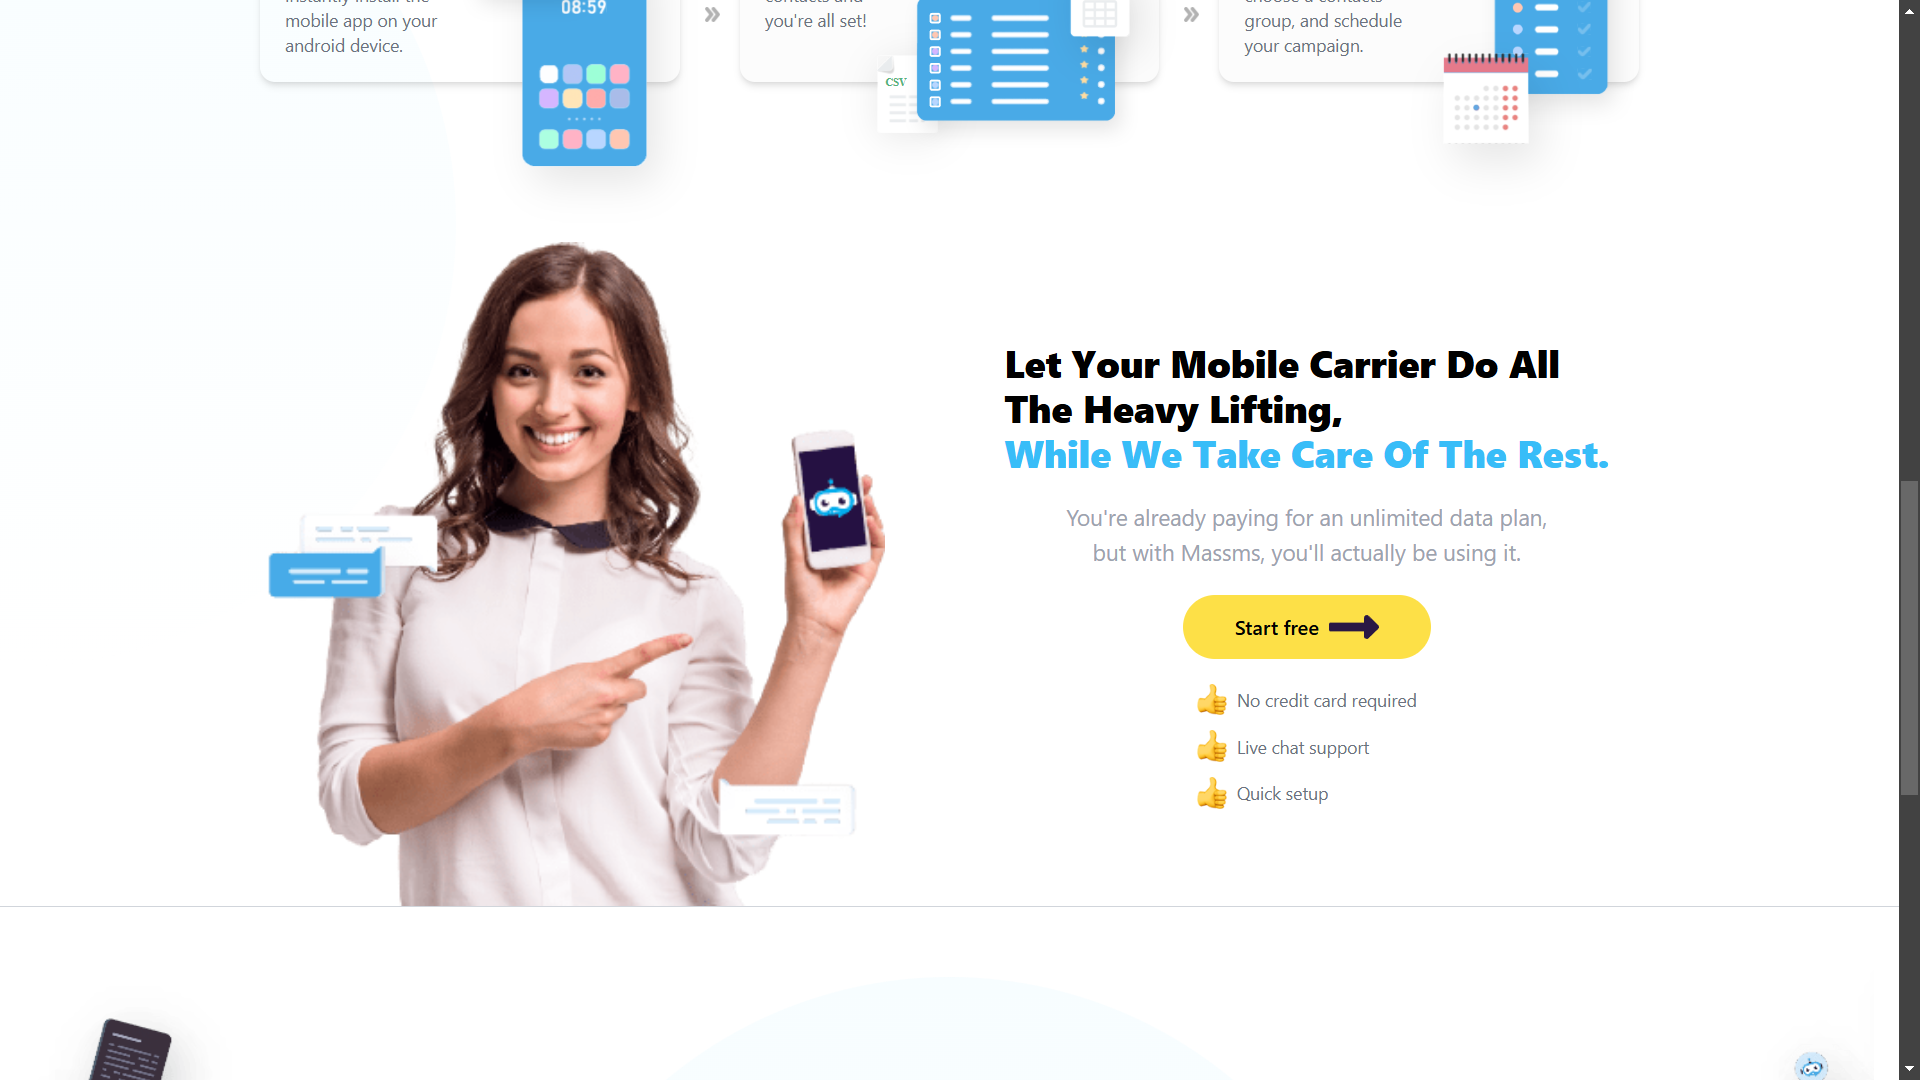 mobile app on your
android device.
08:59
contacts and
you're all set!
CSV
group, and schedule
your campaign.
Let Your Mobile Carrier Do All
The Heavy Lifting,
While We Take Care Of The Rest.
You're already paying for an unlimited data plan,
but with Massms, you'll actually be using it.
Start free
No credit card required
Live chat support
Quick setup